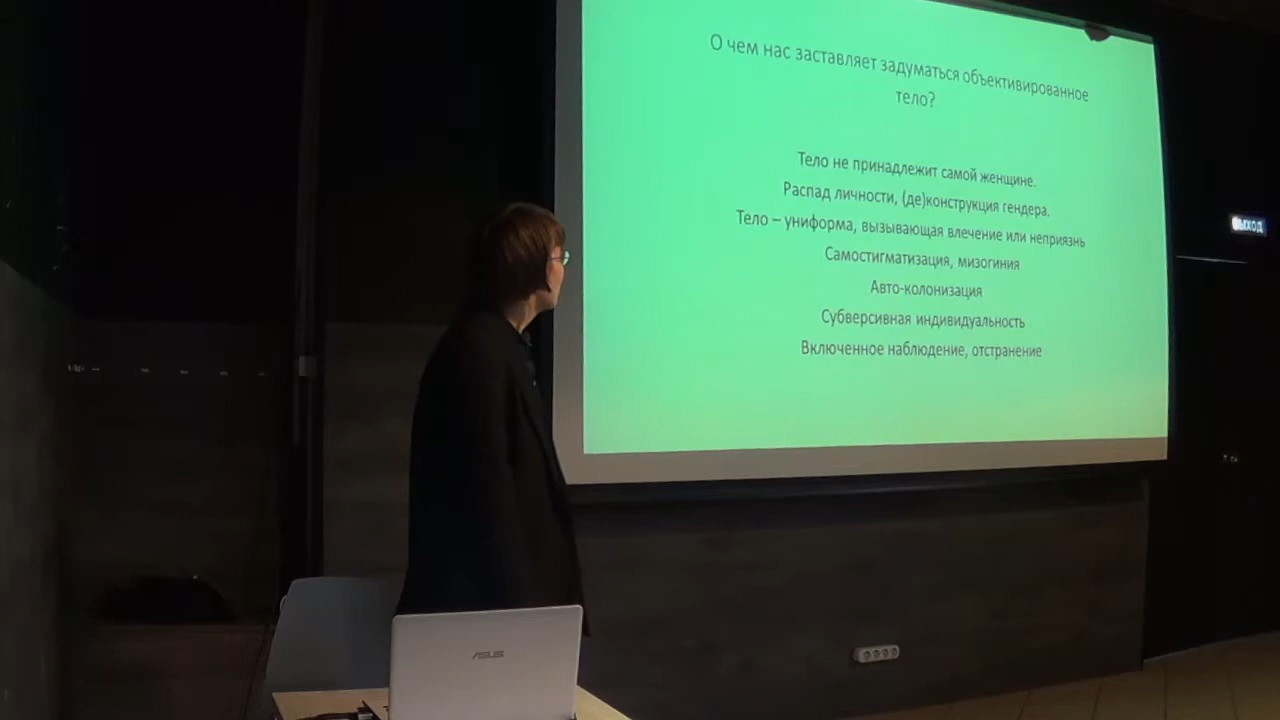 О чем нас заставляет задуматься объективированное
тело?
Тело не принадлежит самой женщине.
Распад личности, (де)конструкция гендера.
Тело – униформа, вызывающая влечение или неприязнь
Самостигматизация, мизогиния
Авто-колонизация
Субверсивная индивидуальность
Включенное наблюдение, отстранение
ВЫХОД
ASUS